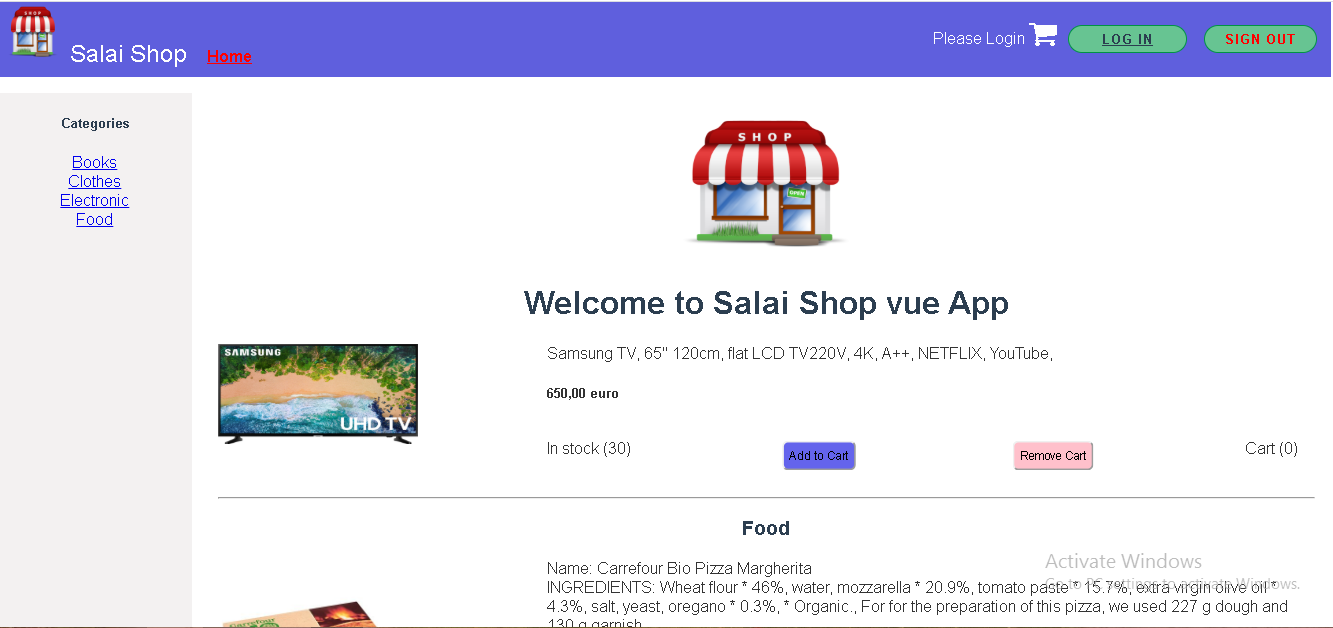 SHOP
Salai Shop
Home
Please Login
LOG IN
SIGN OUT
Categories
Books
Clothes
Electronic
Food
SHOP
OPEN
Welcome to Salai Shop vue App
SAMSUNG
UHD TV
Samsung TV, 65" 120cm, flat LCD TV220V, 4K, A++, NETFLIX, YouTube,
650,00 euro
In stock (30)
Add to Cart
Remove Cart
Cart (0)
Food
Name: Carrefour Bio Pizza Margherita
INGREDIENTS: Wheat flour * 46%, water, mozzarella * 20.9%, tomato paste * 15.7%, extra virgin olive oil *
4.3%, salt, yeast, oregano * 0.3%, * Organic., For for the preparation of this pizza, we used 227 g dough and
130 g garnish
Activate Windows
Go to PC settings to activate Windows.